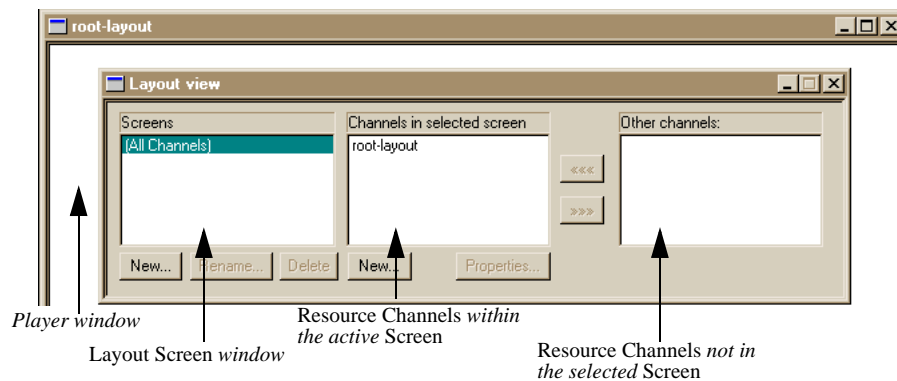 root-layout
Layout view
Screens
Channels in selected screen
Other channels:
(All Channels)
root-layout
«««
»»»
New...
Rename...
Delete
New...
Properties...
Player window
Layout Screen window
Resource Channels within
the active Screen
Resource Channels not in
the selected Screen